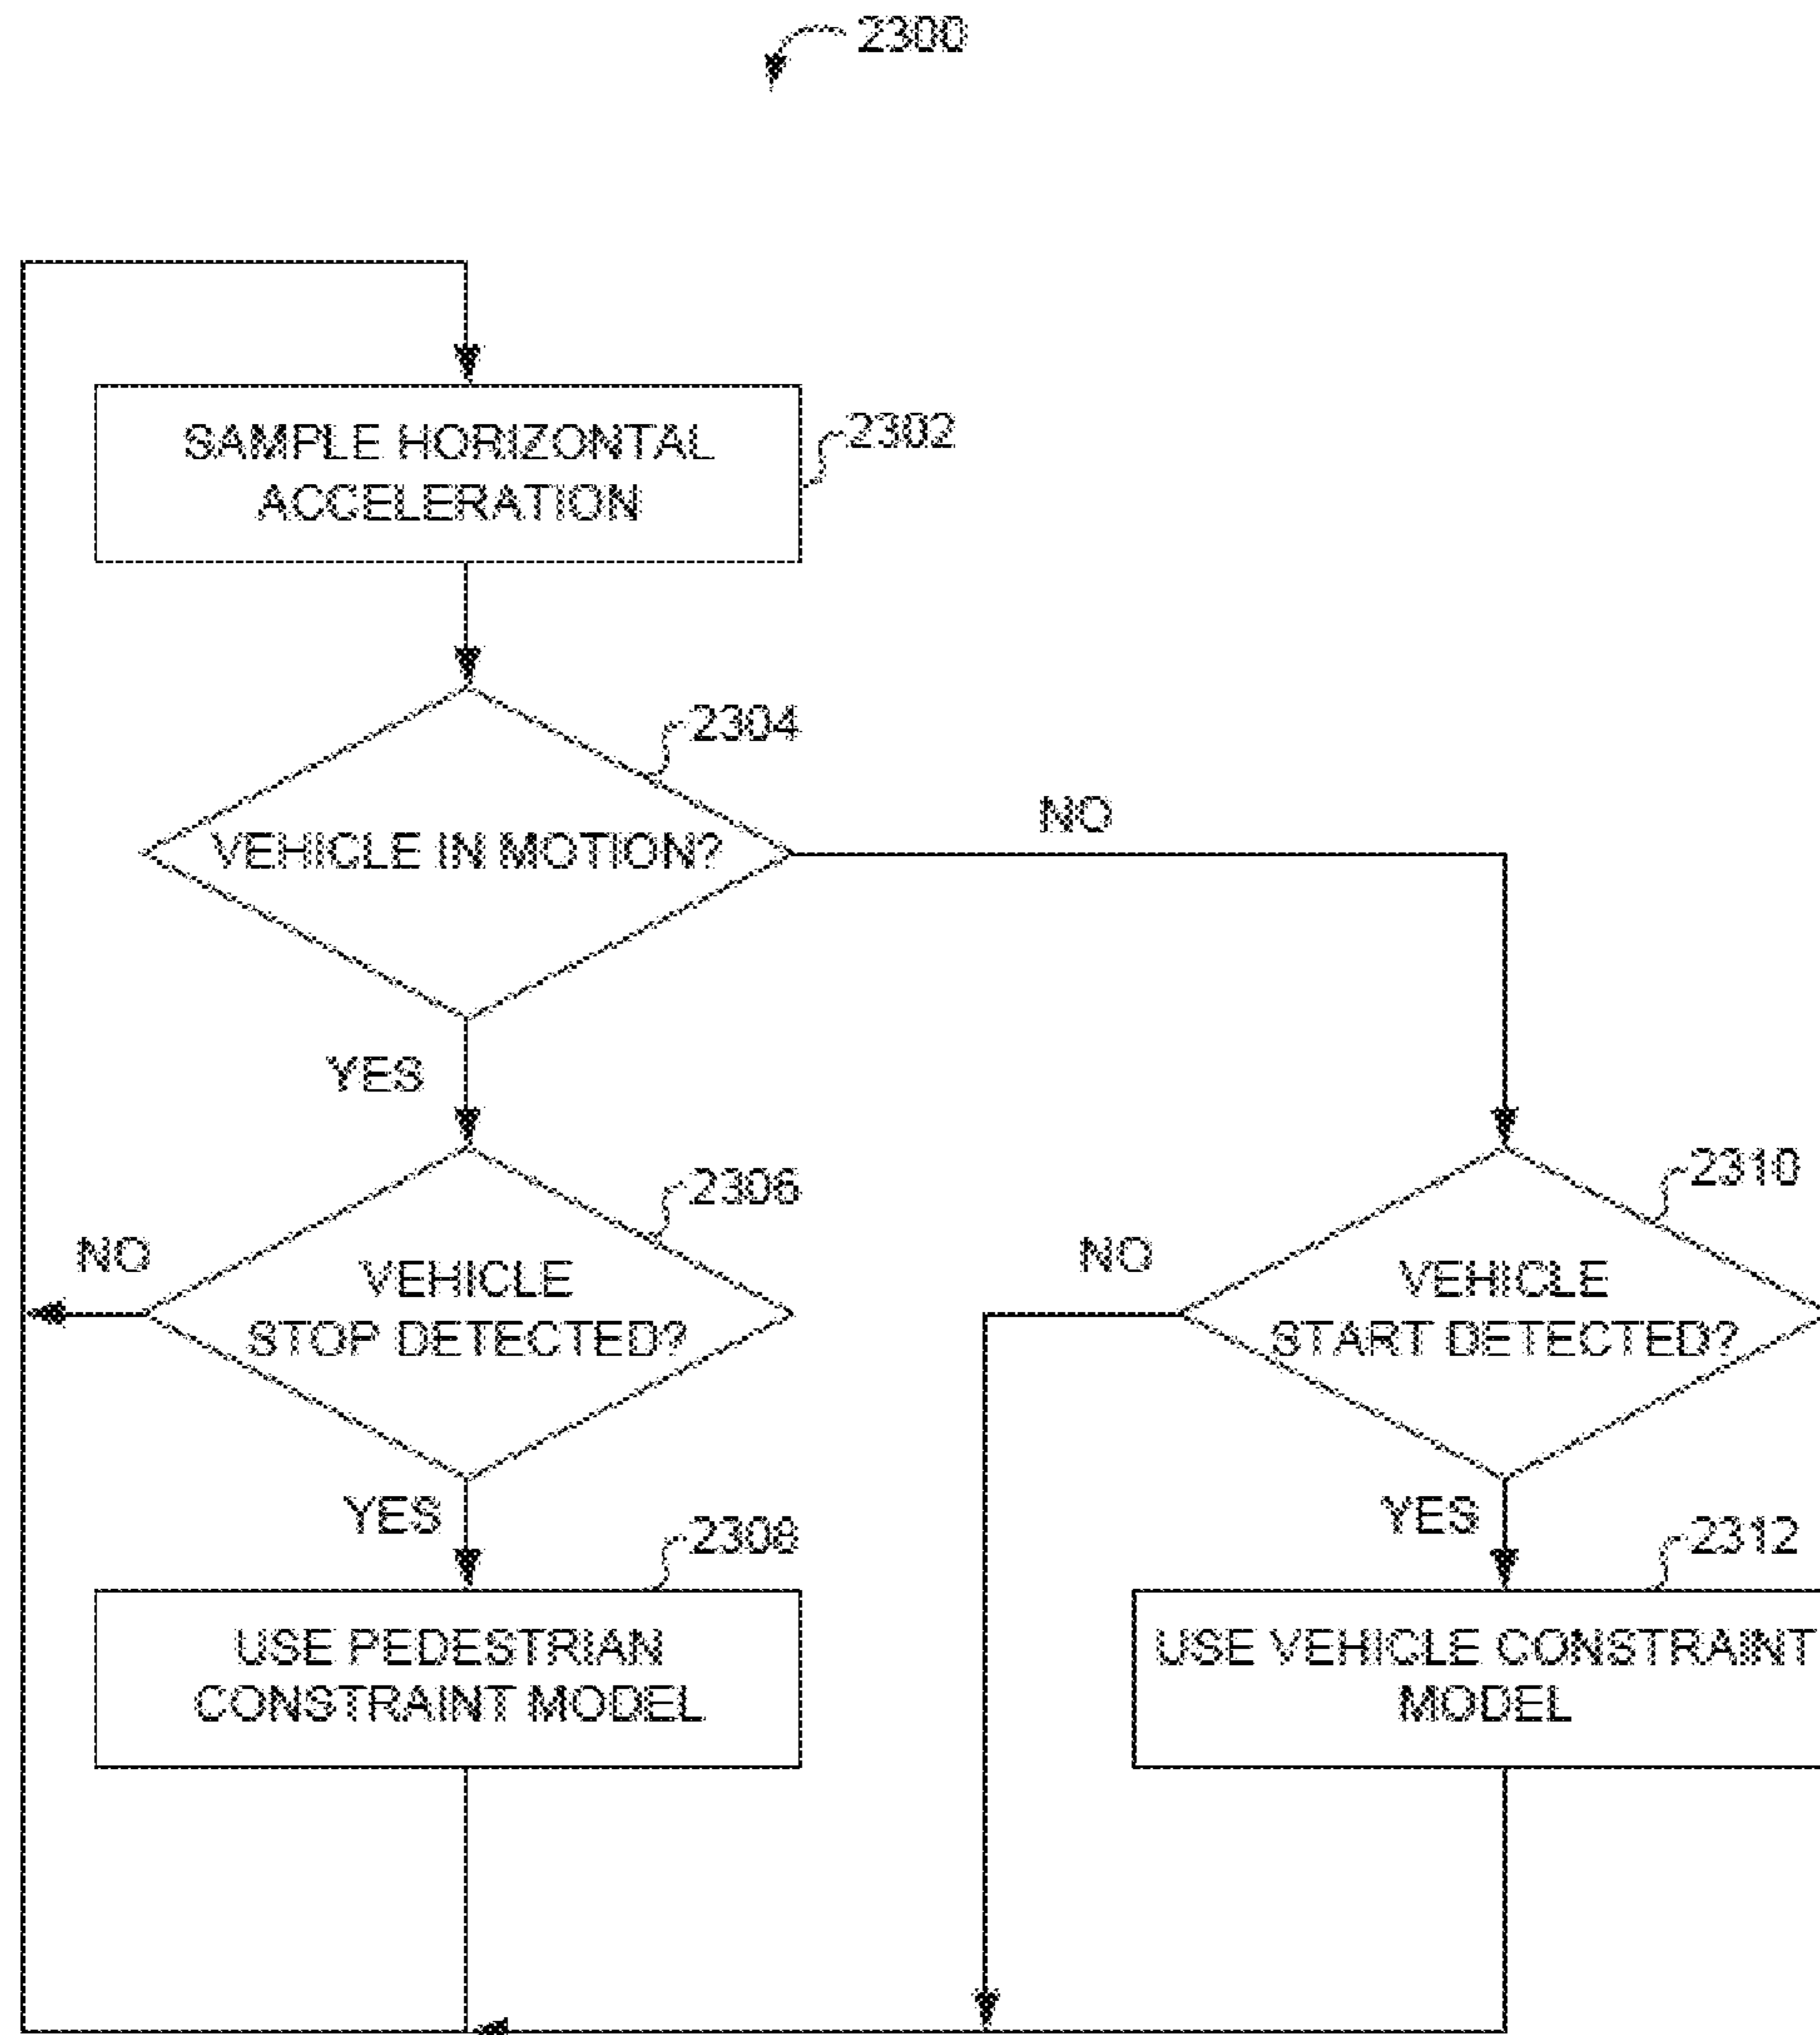 2300
SAMPLE HORIZONTAL
ACCELERATION
2302
2304
VEHICLE IN MOTION?
NO
YES
2306
NO
VEHICLE
STOP DETECTED?
2310
NO
VEHICLE
START DETECTED?
YES
2308
USE PEDESTRIAN
CONSTRAINT MODEL
YES
2312
USE VEHICLE CONSTRAINT
MODEL